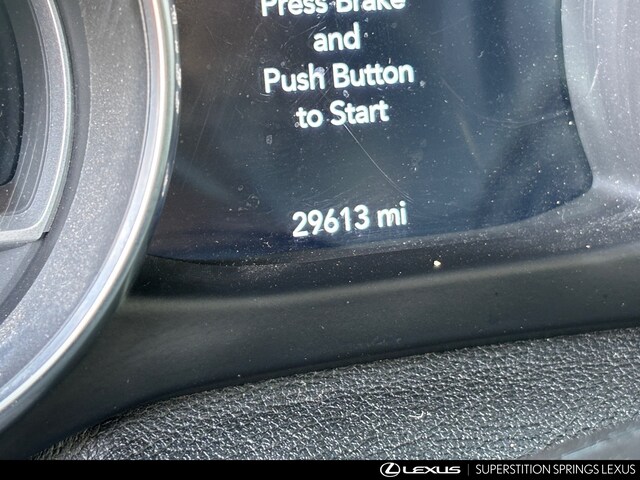 Press Brake
and
Push Button
to Start
29613 mi
LEXUS | SUPERSTITION SPRINGS LEXUS